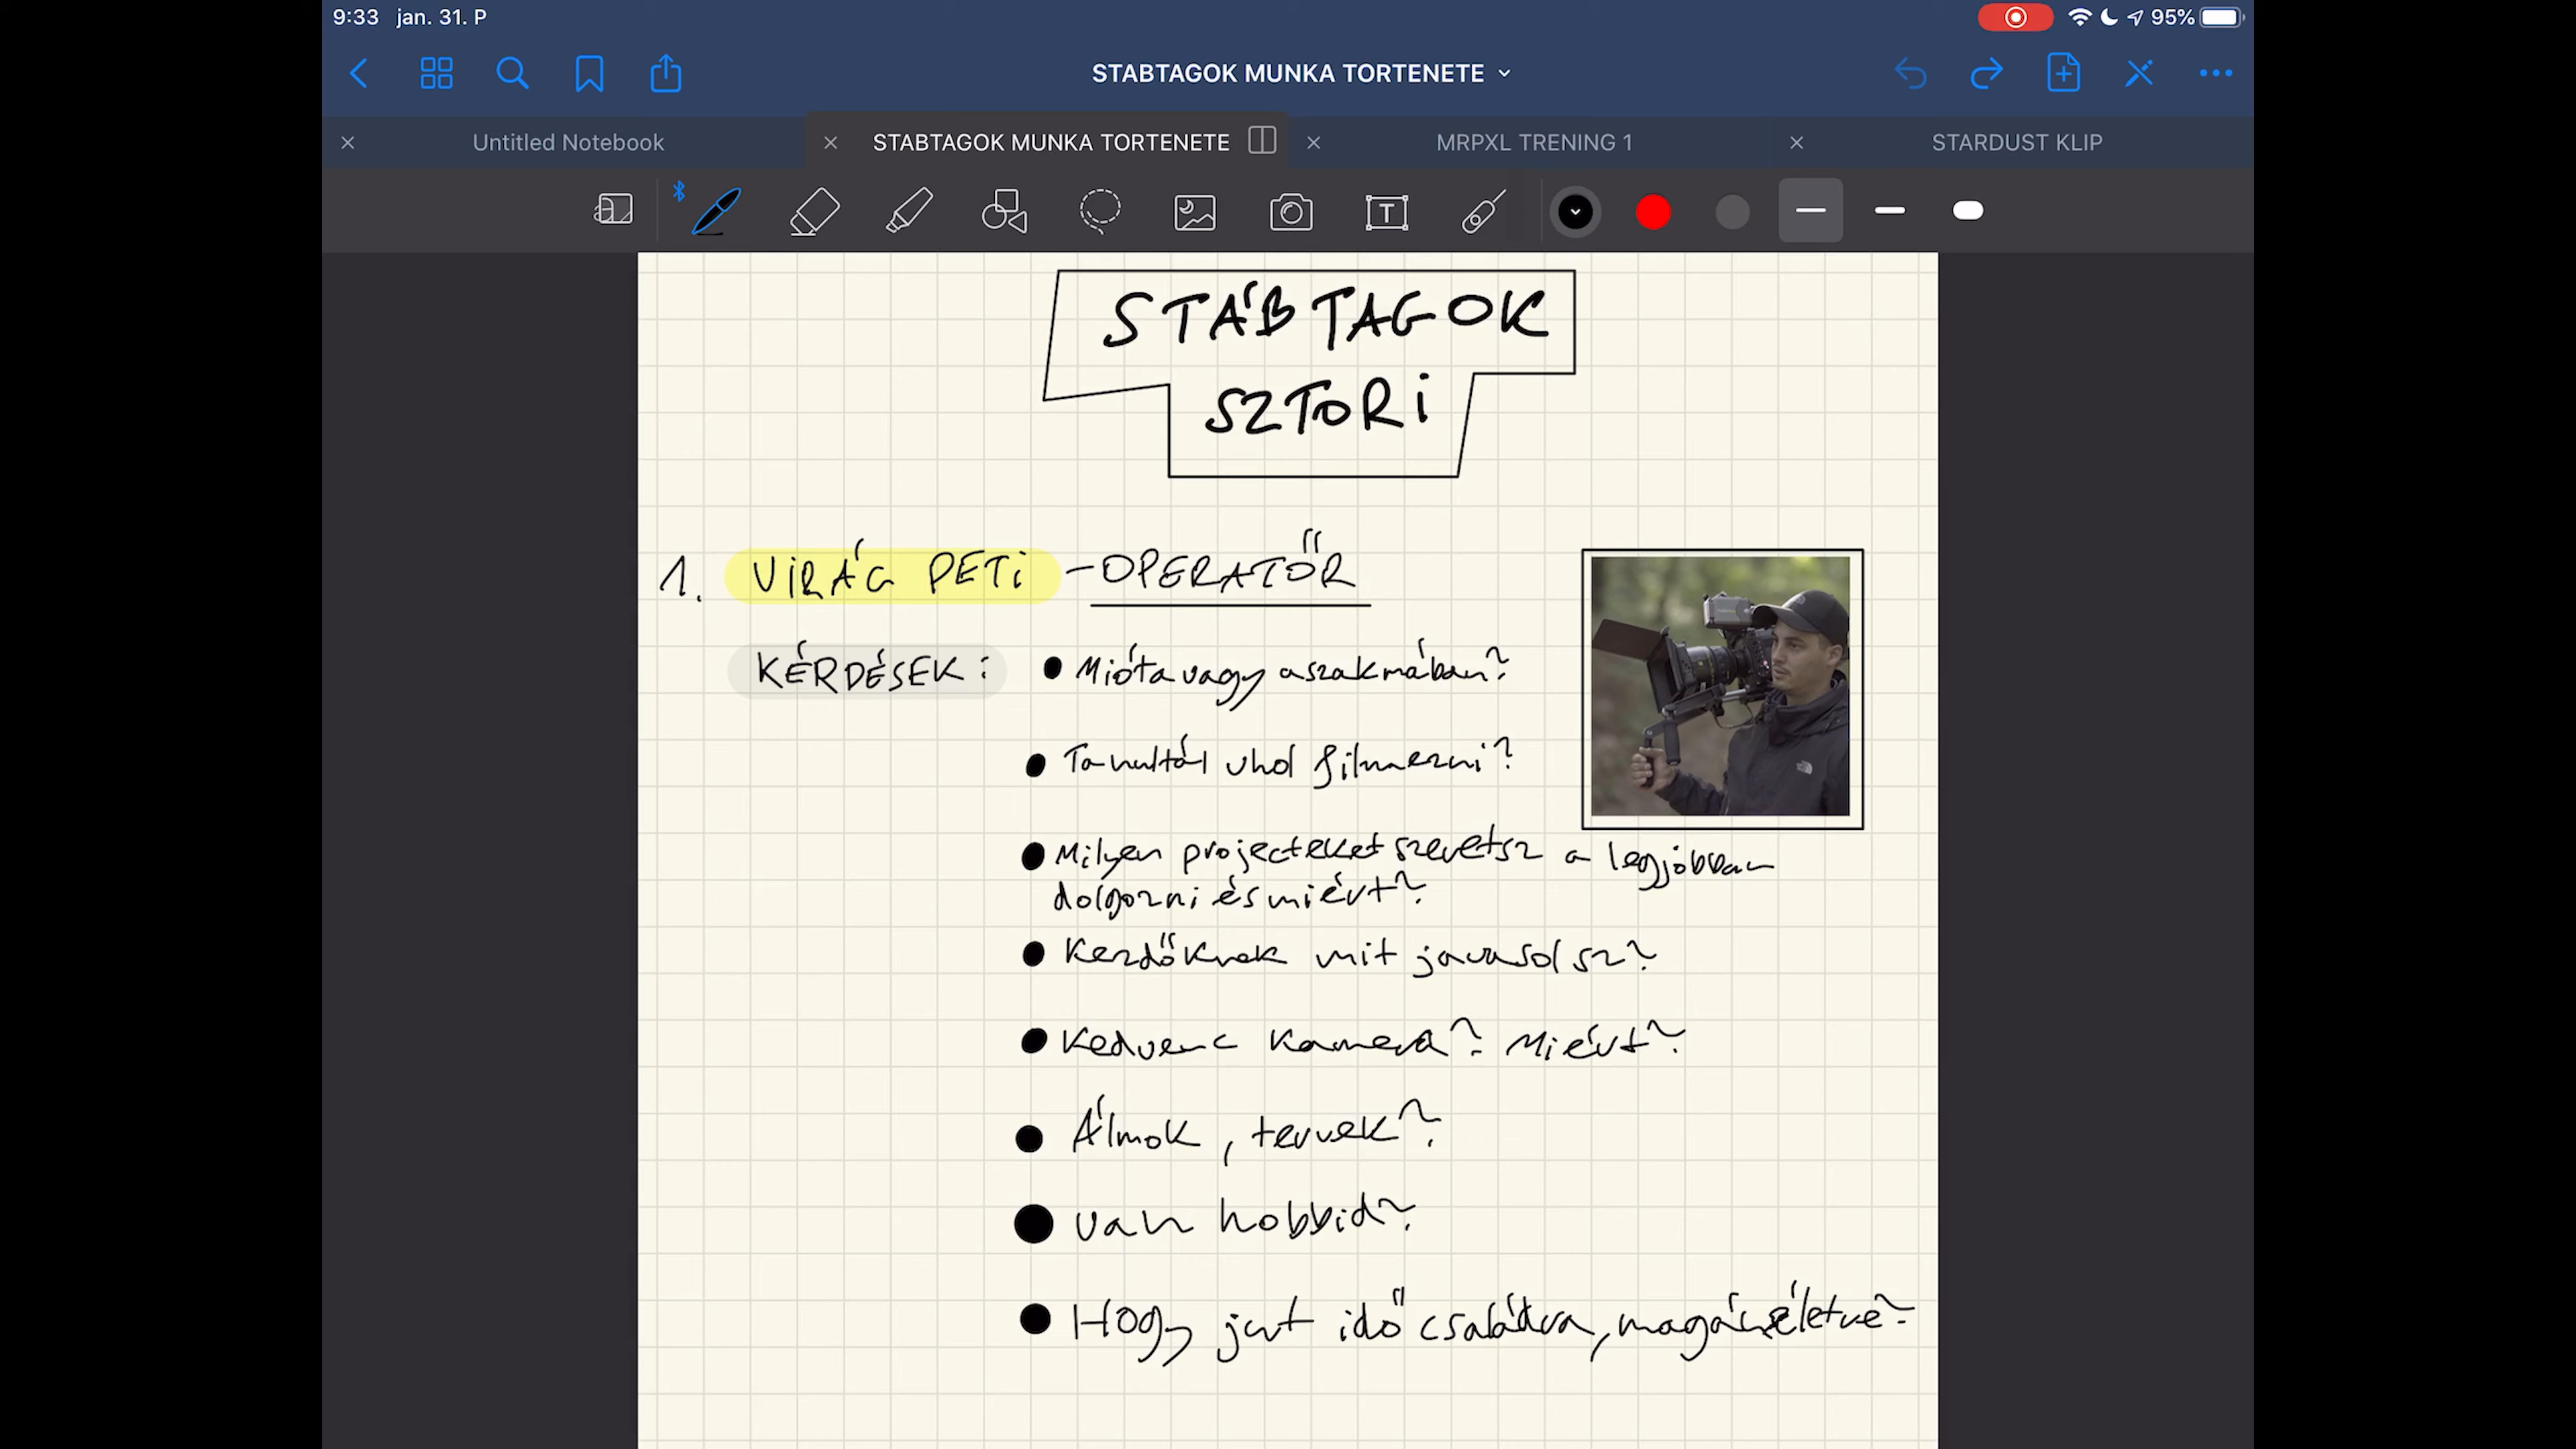 9:33 jan. 31. P 95%
STABTAGOK MUNKA TORTENETE
Untitled Notebook STABTAGOK MUNKA TORTENETE MRPXL TRENING 1 STARDUST KLIP
STÁBTAGOK
SZTORI
1. VIRÁG PETI - OPERATŐR
KÉRDÉSEK: • Mióta vagy a szakmában?
• Tanultál vhol filmezni?
• Milyen projecteket szeretsz a legjobban
dolgozni és miért?
• Kezdőknek mit javasolsz?
• Kedvenc kamera? Miért?
• Álmok, tervek?
• Van hobbid?
• Hogy jut idő családra, magánéletre?